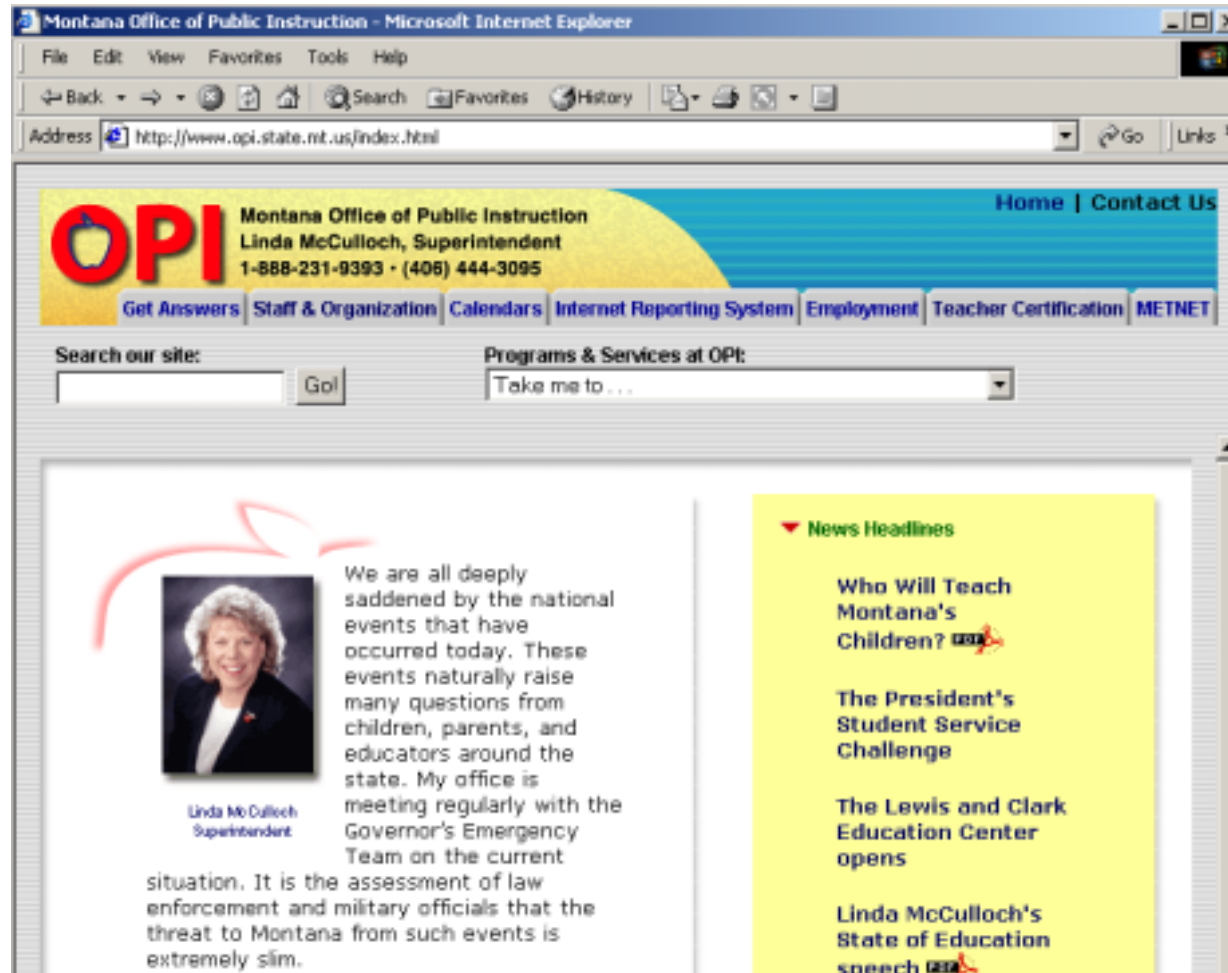 Montana Office of Public Instruction - Microsoft Internet Explorer
File Edit View Favorites Tools Help
Back Search Favorites History
Address http://www.opi.state.mt.us/index.html Go Links
Home | Contact Us
OPI
Montana Office of Public Instruction
Linda McCulloch, Superintendent
1-888-231-9393 · (406) 444-3095
Get Answers Staff & Organization Calendars Internet Reporting System Employment Teacher Certification METNET
Search our site:
Go!
Programs & Services at OPI:
Take me to . . .
We are all deeply
saddened by the national
events that have
occurred today. These
events naturally raise
many questions from
children, parents, and
educators around the
state. My office is
meeting regularly with the
Governor's Emergency
Team on the current
situation. It is the assessment of law
enforcement and military officials that the
threat to Montana from such events is
extremely slim.
Linda McCulloch
Superintendent
News Headlines
Who Will Teach
Montana's
Children? PDF
The President's
Student Service
Challenge
The Lewis and Clark
Education Center
opens
Linda McCulloch's
State of Education
speech PDF